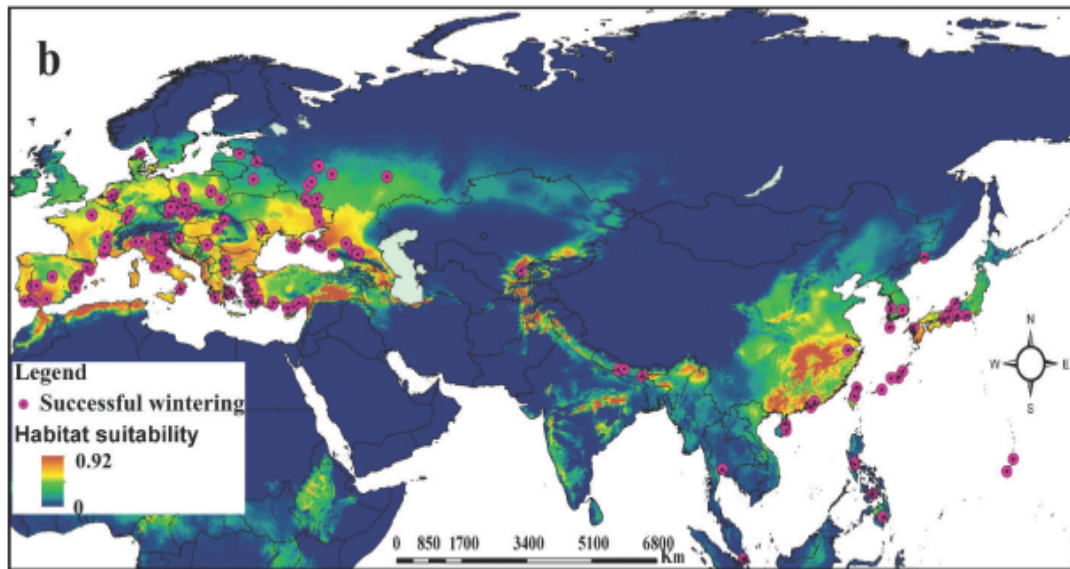 b
N
W E
S
Legend
Successful wintering
Habitat suitability
0.92
0
0 850 1700 3400 5100 6800
Km